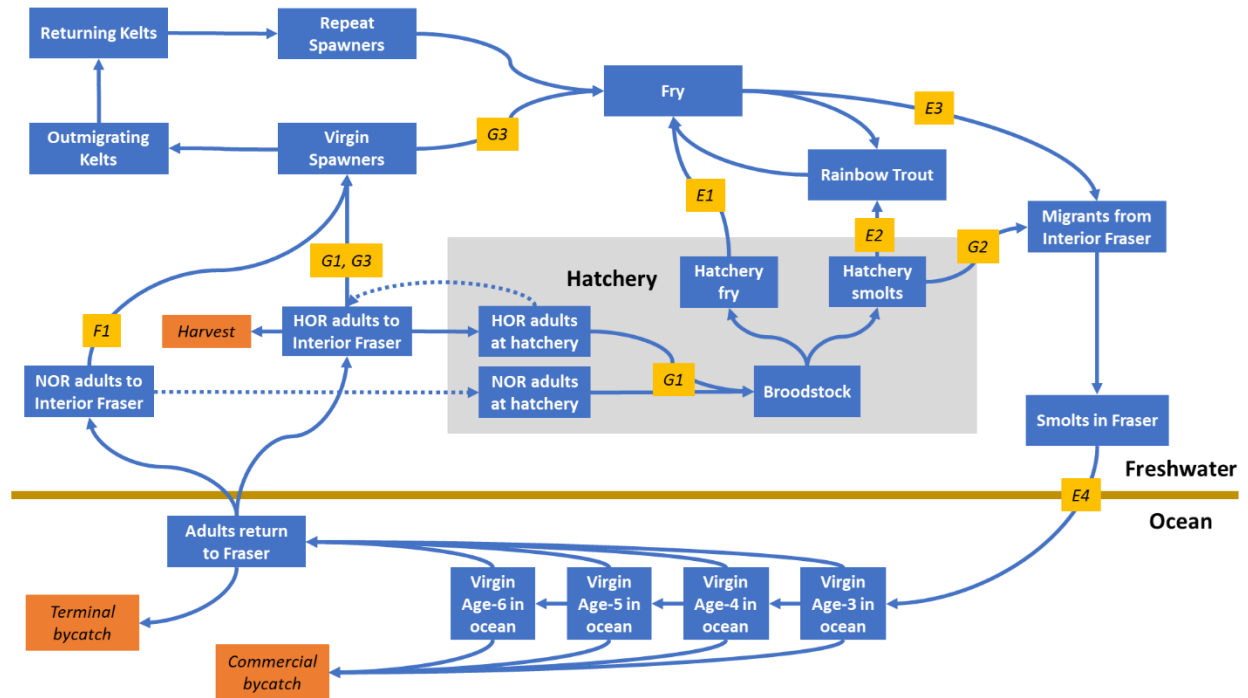 Returning Kelts
Repeat
Spawners
Fry
E3
Outmigrating
Kelts
Virgin
Spawners
G3
Rainbow Trout
E1
Migrants from
Interior Fraser
E2
G2
G1, G3
Hatchery
Hatchery
fry
Hatchery
smolts
F1
Harvest
HOR adults to
Interior Fraser
HOR adults
at hatchery
NOR adults to
Interior Fraser
NOR adults
at hatchery
G1
Broodstock
Smolts in Fraser
Freshwater
E4
Ocean
Adults return
to Fraser
Virgin
Age-6 in
ocean
Virgin
Age-5 in
ocean
Virgin
Age-4 in
ocean
Virgin
Age-3 in
ocean
Terminal
bycatch
Commercial
bycatch